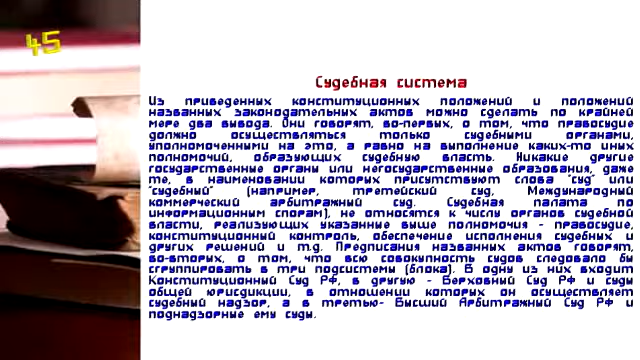 45
Судебная система
Из приведенных конституционных положений и положений
названных законодательных актов можно сделать по крайней
мере два вывода. Они говорят, во-первых, о том, что правосудие
должно осуществляться только судебными органами,
уполномоченными на это, а равно на выполнение каких-то иных
полномочий, образующих судебную власть. Никакие другие
государственные органы или негосударственные образования, даже
те, в наименовании которых присутствуют слова "суд" или
"судебный" (например, третейский суд, Международный
коммерческий арбитражный суд, Судебная палата по
информационным спорам), не относятся к числу органов судебной
власти, реализующих указанные выше полномочия - правосудие,
конституционный контроль, обеспечение исполнения судебных и
других решений и т.д. Предписания названных актов говорят,
во-вторых, о том, что всю совокупность судов следовало бы
сгруппировать в три подсистемы (блока). В одну из них входит
Конституционный Суд РФ, в другую - Верховный Суд РФ и суды
общей юрисдикции, в отношении которых он осуществляет
судебный надзор, а в третью- Высший Арбитражный Суд РФ и
поднадзорные ему суды.